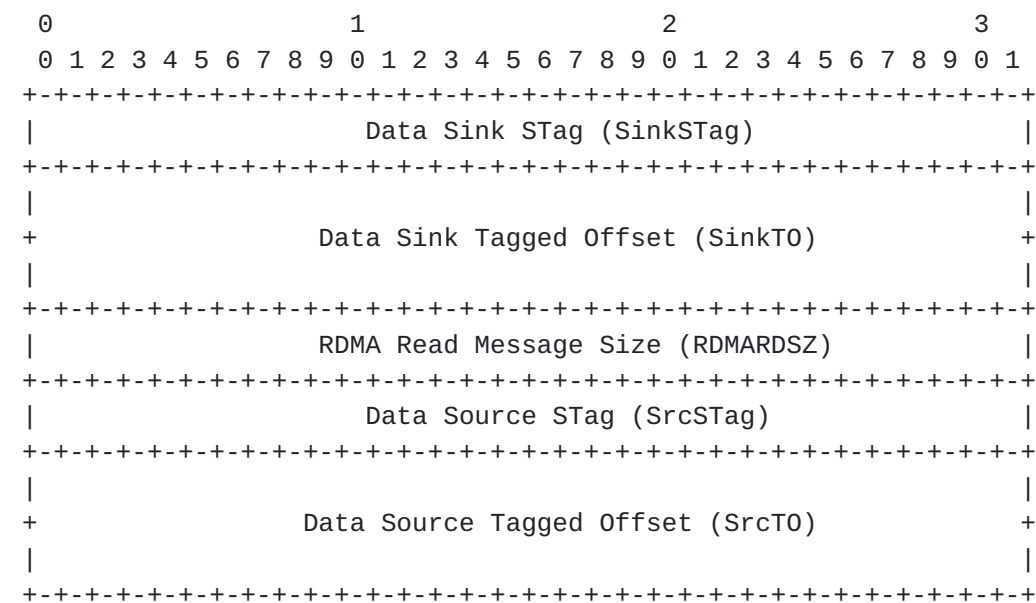 0                   1                   2                   3
0 1 2 3 4 5 6 7 8 9 0 1 2 3 4 5 6 7 8 9 0 1 2 3 4 5 6 7 8 9 0 1
+-+-+-+-+-+-+-+-+-+-+-+-+-+-+-+-+-+-+-+-+-+-+-+-+-+-+-+-+-+-+-+-+
|                     Data Sink STag (SinkSTag)                 |
+-+-+-+-+-+-+-+-+-+-+-+-+-+-+-+-+-+-+-+-+-+-+-+-+-+-+-+-+-+-+-+-+
|                                                               |
+                  Data Sink Tagged Offset (SinkTO)             +
|                                                               |
+-+-+-+-+-+-+-+-+-+-+-+-+-+-+-+-+-+-+-+-+-+-+-+-+-+-+-+-+-+-+-+-+
|                  RDMA Read Message Size (RDMARDSZ)            |
+-+-+-+-+-+-+-+-+-+-+-+-+-+-+-+-+-+-+-+-+-+-+-+-+-+-+-+-+-+-+-+-+
|                     Data Source STag (SrcSTag)                |
+-+-+-+-+-+-+-+-+-+-+-+-+-+-+-+-+-+-+-+-+-+-+-+-+-+-+-+-+-+-+-+-+
|                                                               |
+                 Data Source Tagged Offset (SrcTO)             +
|                                                               |
+-+-+-+-+-+-+-+-+-+-+-+-+-+-+-+-+-+-+-+-+-+-+-+-+-+-+-+-+-+-+-+-+